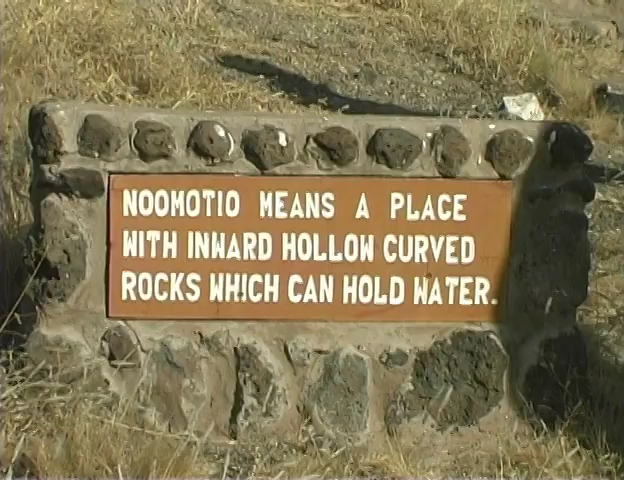 NOOMOTIO MEANS A PLACE
WITH INWARD HOLLOW CURVED
ROCKS WHICH CAN HOLD WATER.